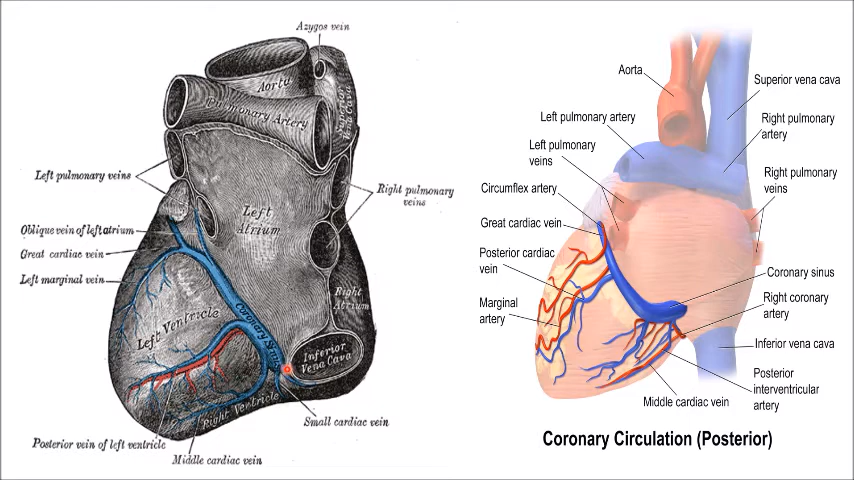 Azygos vein
Aorta
Pulmonary Artery
Vena Cava
Left pulmonary veins
Right pulmonary
veins
Left
Atrium
Oblique vein of left atrium
Great cardiac vein
Left marginal vein
Right
Atrium
Left Ventricle
Coronary Sinus
Inferior
Vena Cava
Right Ventricle
Small cardiac vein
Posterior vein of left ventricle
Middle cardiac vein
Aorta
Superior vena cava
Left pulmonary artery
Right pulmonary
artery
Left pulmonary
veins
Right pulmonary
veins
Circumflex artery
Great cardiac vein
Posterior cardiac
vein
Coronary sinus
Marginal
artery
Right coronary
artery
Inferior vena cava
Posterior
interventricular
artery
Middle cardiac vein
Coronary Circulation (Posterior)